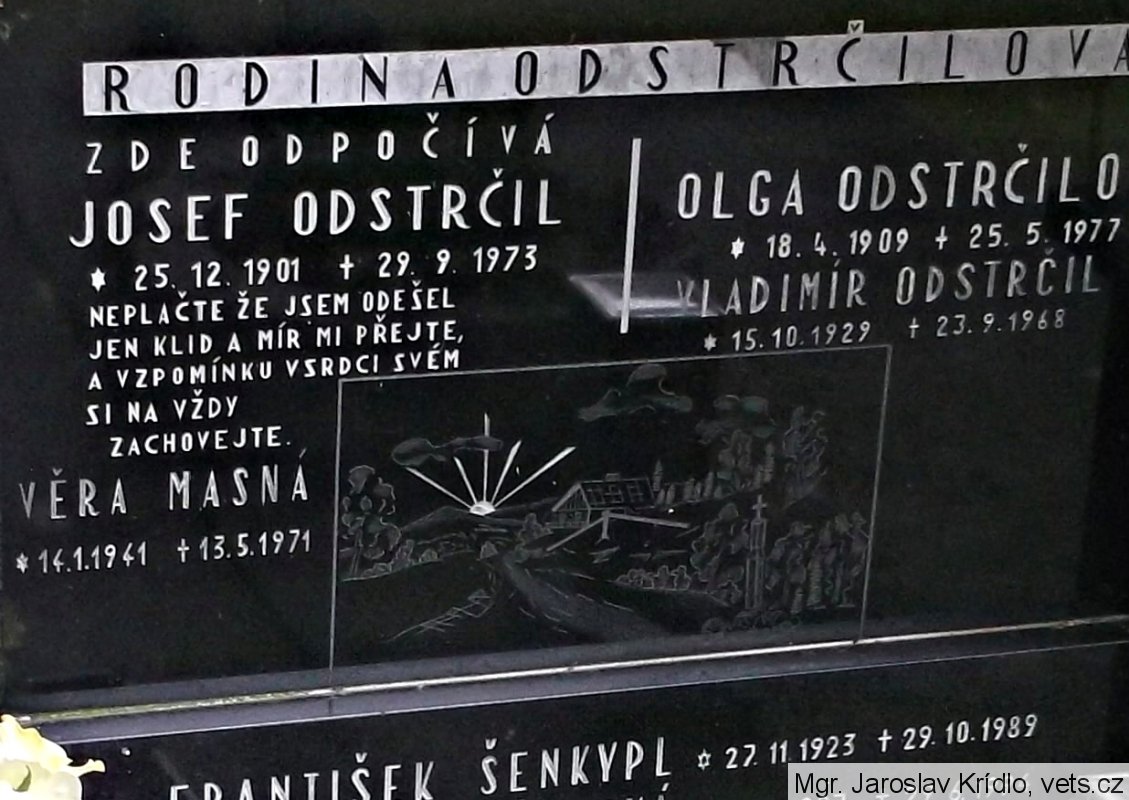 RODINA ODSTRČILOVA
ZDE ODPOČÍVÁ
JOSEF ODSTRČIL
* 25. 12. 1901 † 29. 9. 1973
NEPLAČTE ŽE JSEM ODEŠEL
JEN KLID A MÍR MI PŘEJTE,
A VZPOMÍNKU VSRDCI SVÉM
SI NA VŽDY
ZACHOVEJTE.
VĚRA MASNÁ
* 14.1.1941 † 13.5.1971
OLGA ODSTRČILO
* 18. 4. 1909 † 25. 5. 1977
VLADIMÍR ODSTRČIL
* 15.10.1929 † 23.9.1968
FRANTIŠEK ŠENKYPL * 27.11.1923 † 29.10.1989
Mgr. Jaroslav Krídlo, vets.cz